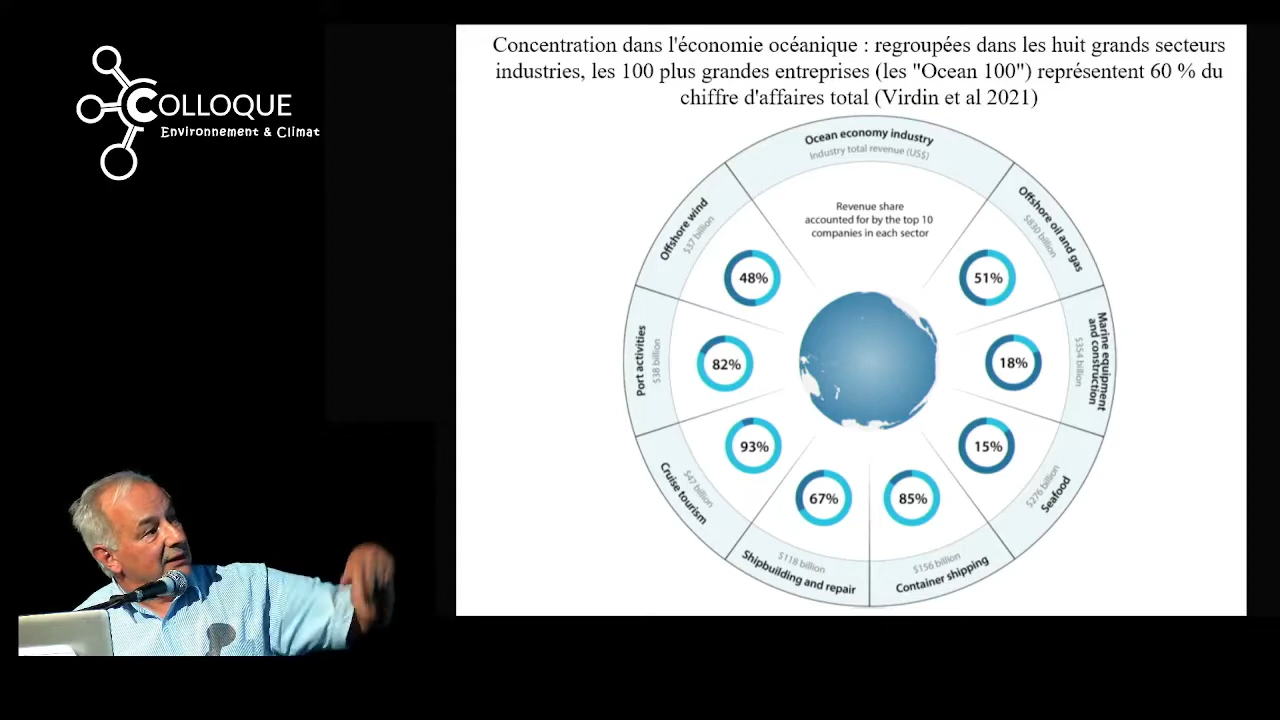 COLLOQUE
Environnement & Climat
Concentration dans l'économie océanique : regroupées dans les huit grands secteurs
industries, les 100 plus grandes entreprises (les "Ocean 100") représentent 60 % du
chiffre d'affaires total (Virdin et al 2021)
Ocean economy industry
Industry total revenue (US$)
Revenue share
accounted for by the top 10
companies in each sector
Offshore oil and gas
$830 billion
51%
Marine equipment
and construction
$354 billion
18%
Seafood
$276 billion
15%
Container shipping
$156 billion
85%
Shipbuilding and repair
$118 billion
67%
Cruise tourism
$47 billion
93%
Port activities
$38 billion
82%
Offshore wind
$37 billion
48%